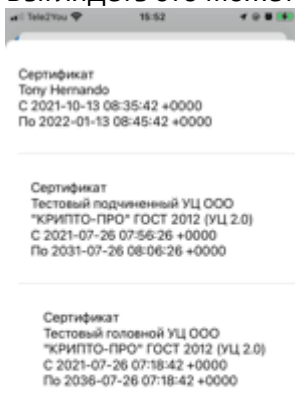 Tele2You 15:52
Сертификат
Tony Hernando
С 2021-10-13 08:35:42 +0000
По 2022-01-13 08:45:42 +0000
Сертификат
Тестовый подчиненный УЦ ООО
"КРИПТО-ПРО" ГОСТ 2012 (УЦ 2.0)
С 2021-07-26 07:56:26 +0000
По 2031-07-26 08:06:26 +0000
Сертификат
Тестовый головной УЦ ООО
"КРИПТО-ПРО" ГОСТ 2012 (УЦ 2.0)
С 2021-07-26 07:18:42 +0000
По 2036-07-26 07:18:42 +0000